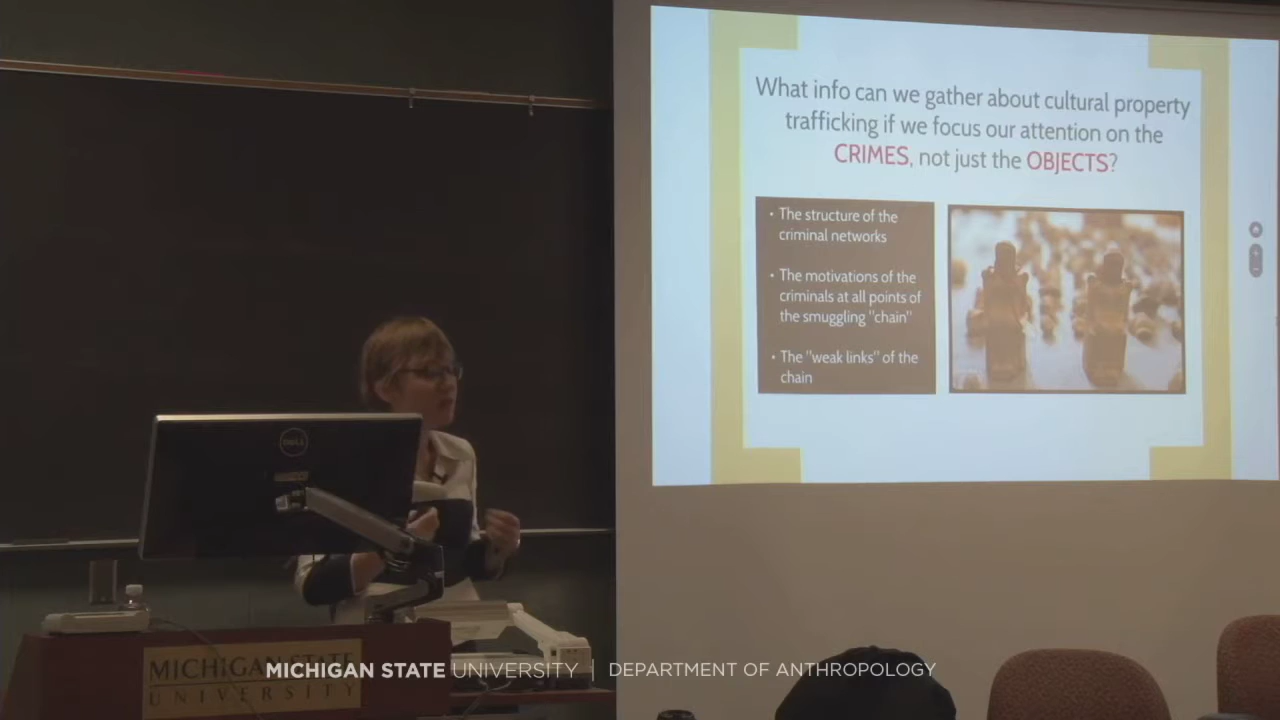 What info can we gather about cultural property
trafficking if we focus our attention on the
CRIMES, not just the OBJECTS?
• The structure of the
criminal networks
• The motivations of the
criminals at all points of
the smuggling "chain"
• The "weak links" of the
chain
DELL
MICHIGAN STATE
UNIVERSITY
MICHIGAN STATE UNIVERSITY | DEPARTMENT OF ANTHROPOLOGY